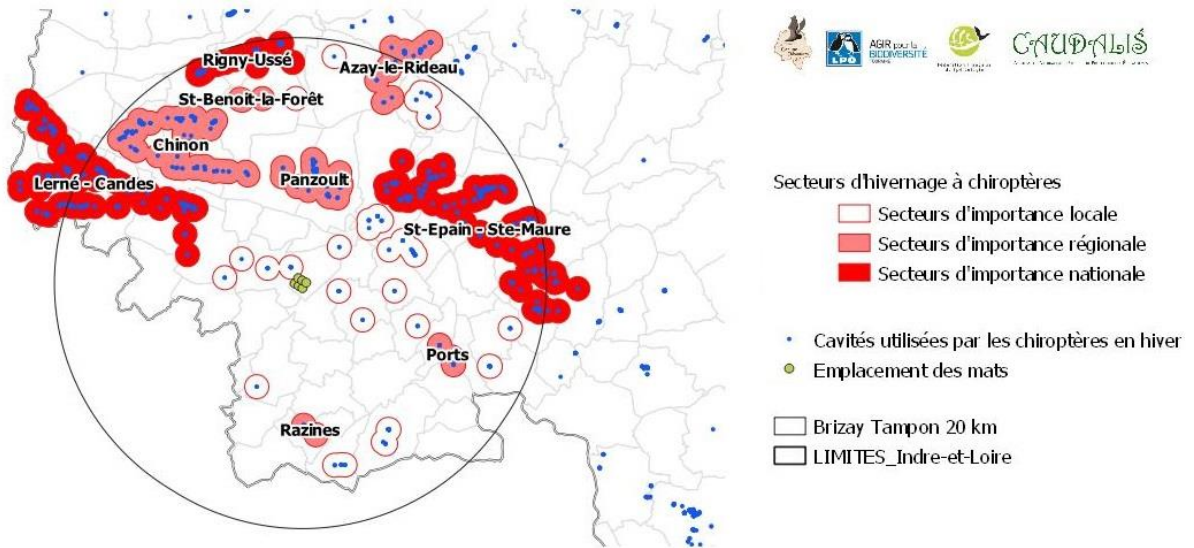 Rigny-Ussé
Azay-le-Rideau
St-Benoit-la-Forêt
Chinon
Panzoult
Lerné - Candes
St-Epain - Ste-Maure
Ports
Razines
AGIR pour la
BIODIVERSITÉ
LPO
CAUDALIS
Secteurs d'hivernage à chiroptères
Secteurs d'importance locale
Secteurs d'importance régionale
Secteurs d'importance nationale
Cavités utilisées par les chiroptères en hiver
Emplacement des mats
Brizay Tampon 20 km
LIMITES_Indre-et-Loire